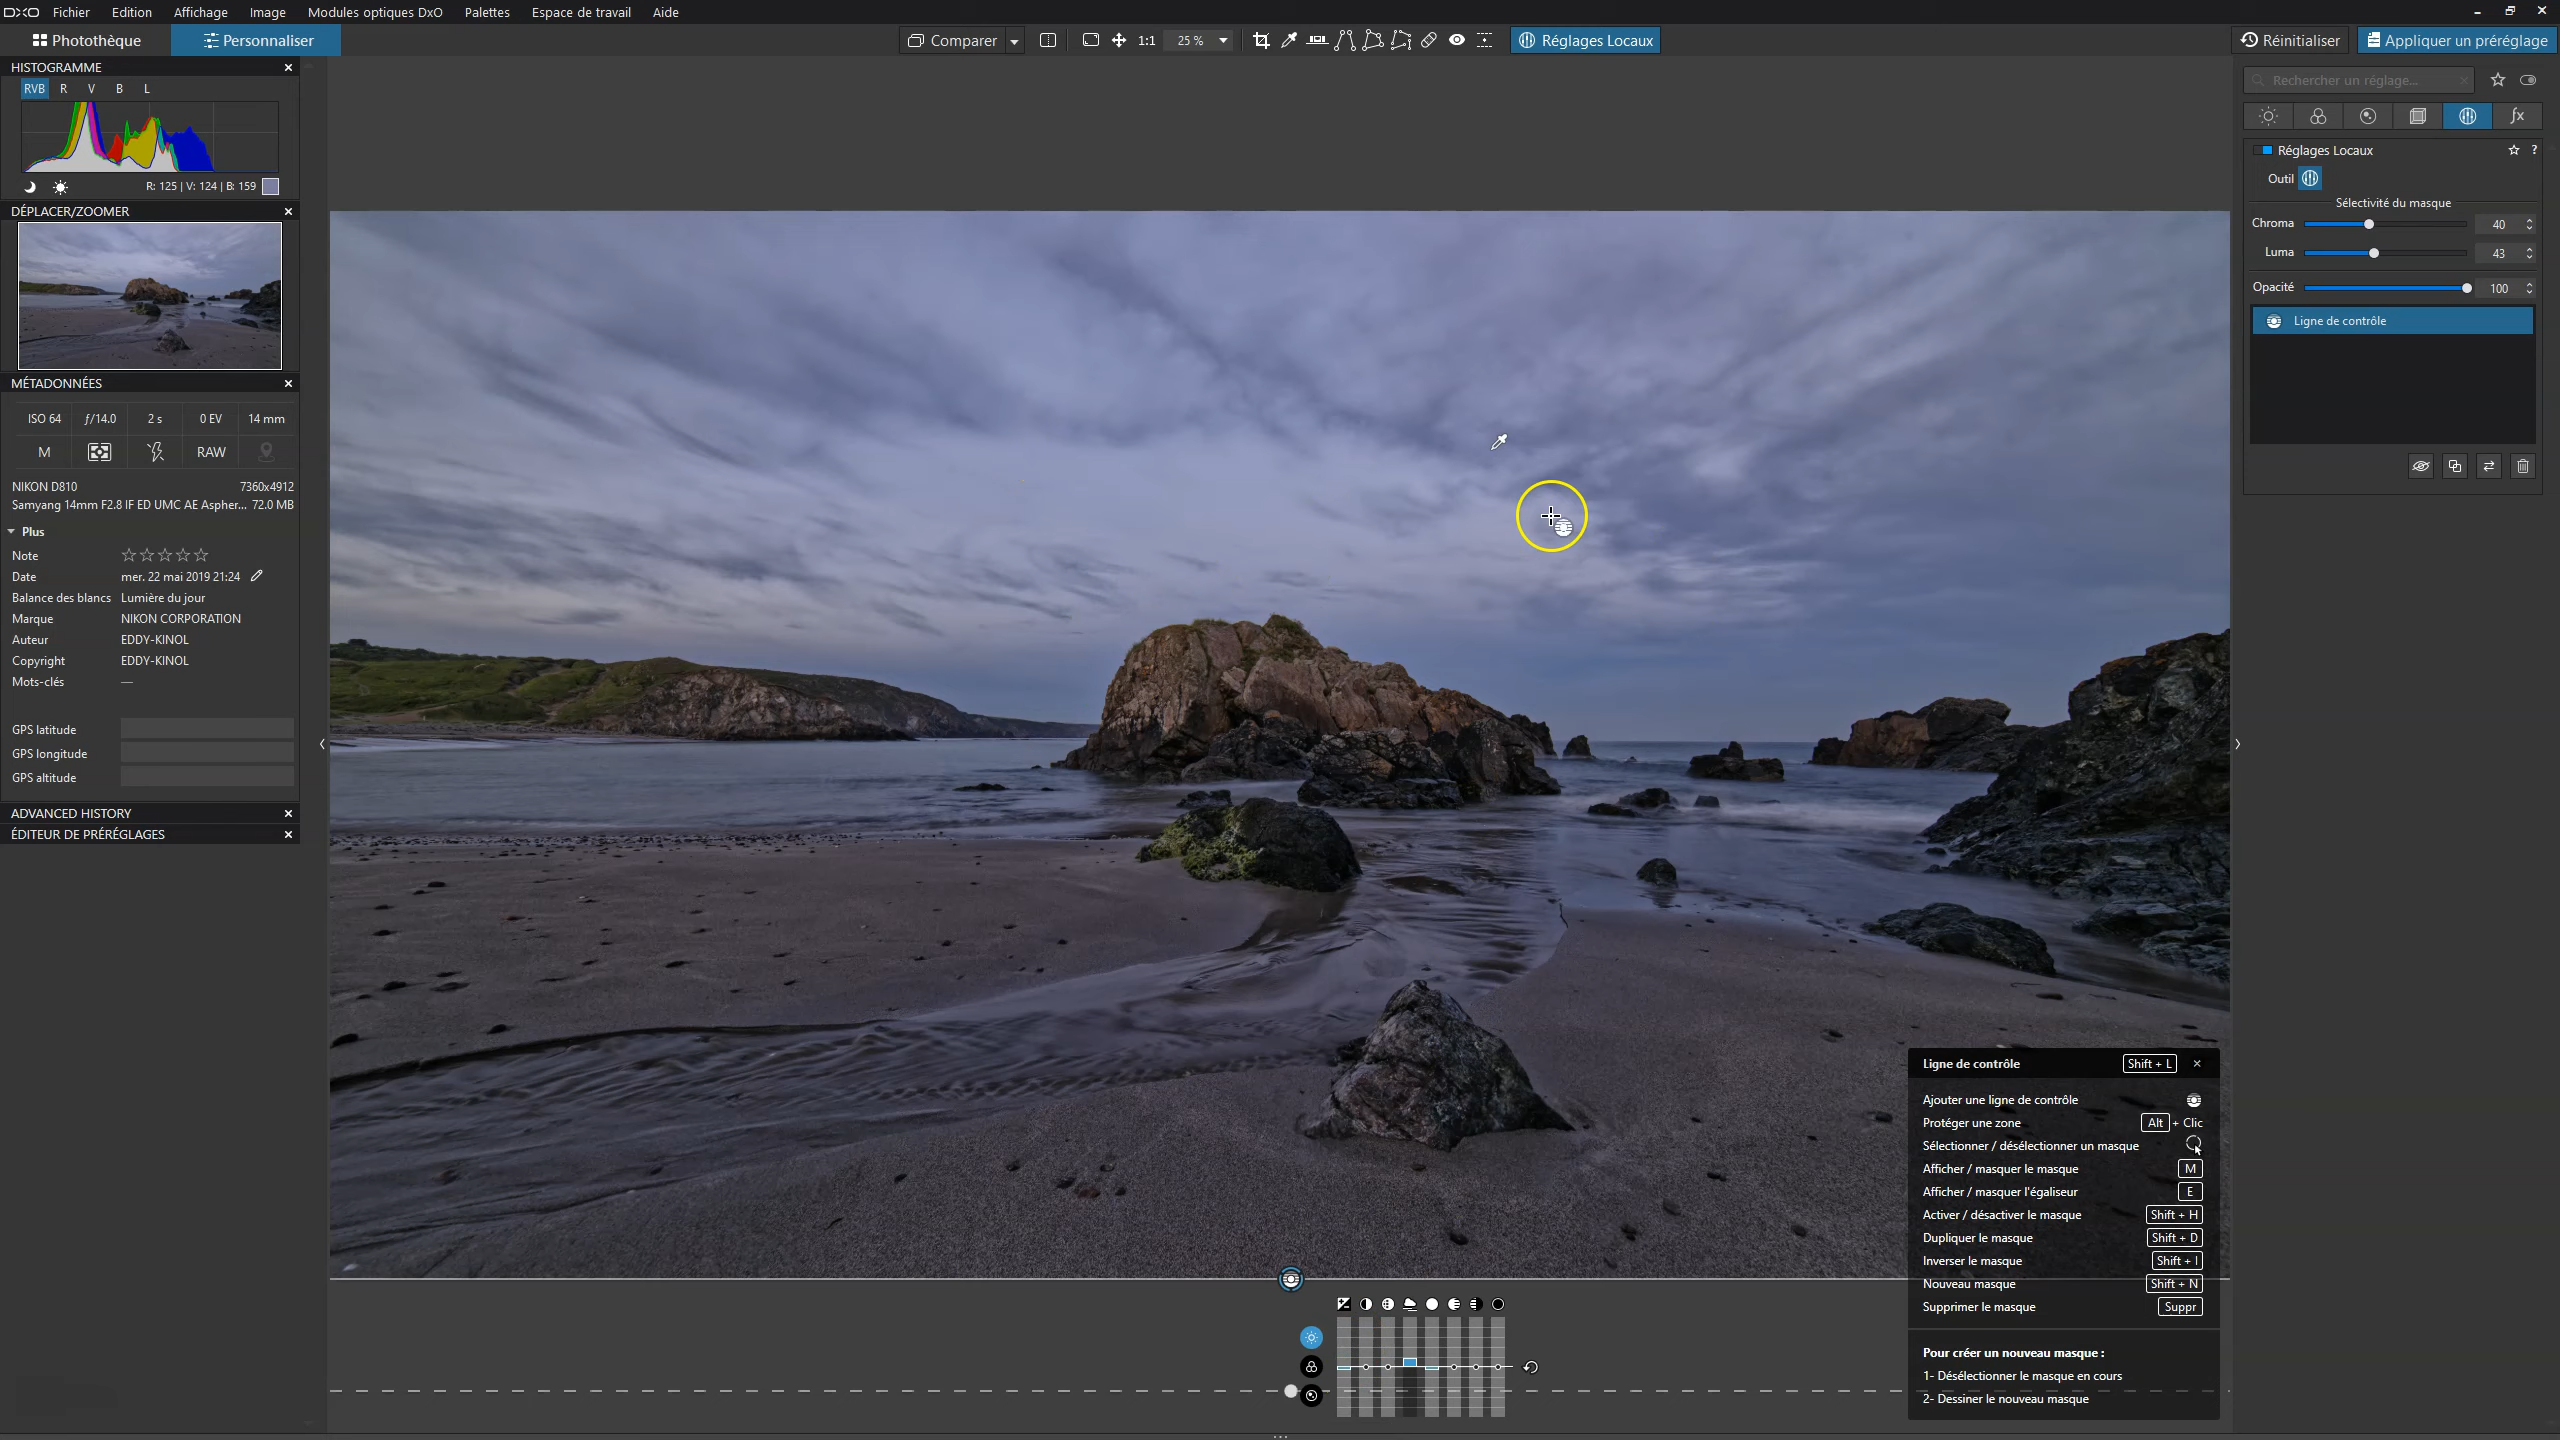 DXO Fichier Edition Affichage Image Modules optiques DxO Palettes Espace de travail Aide
Photothèque Personnaliser Comparer 1:1 25 % Réglages Locaux Réinitialiser Appliquer un préréglage
HISTOGRAMME
RVB R V B L
R: 125 | V: 124 | B: 159
DÉPLACER/ZOOMER
MÉTADONNÉES
ISO 64 ƒ/14.0 2 s 0 EV 14 mm
M RAW
NIKON D810 7360x4912
Samyang 14mm F2.8 IF ED UMC AE Aspher... 72.0 MB
Plus
Note
Date mer. 22 mai 2019 21:24
Balance des blancs Lumière du jour
Marque NIKON CORPORATION
Auteur EDDY-KINOL
Copyright EDDY-KINOL
Mots-clés —
GPS latitude
GPS longitude
GPS altitude
ADVANCED HISTORY
ÉDITEUR DE PRÉRÉGLAGES
Rechercher un réglage...
fx
Réglages Locaux ?
Outil
Sélectivité du masque
Chroma 40
Luma 43
Opacité 100
Ligne de contrôle
Ligne de contrôle Shift + L
Ajouter une ligne de contrôle
Protéger une zone Alt + Clic
Sélectionner / désélectionner un masque
Afficher / masquer le masque M
Afficher / masquer l'égaliseur E
Activer / désactiver le masque Shift + H
Dupliquer le masque Shift + D
Inverser le masque Shift + I
Nouveau masque Shift + N
Supprimer le masque Suppr
Pour créer un nouveau masque :
1- Désélectionner le masque en cours
2- Dessiner le nouveau masque